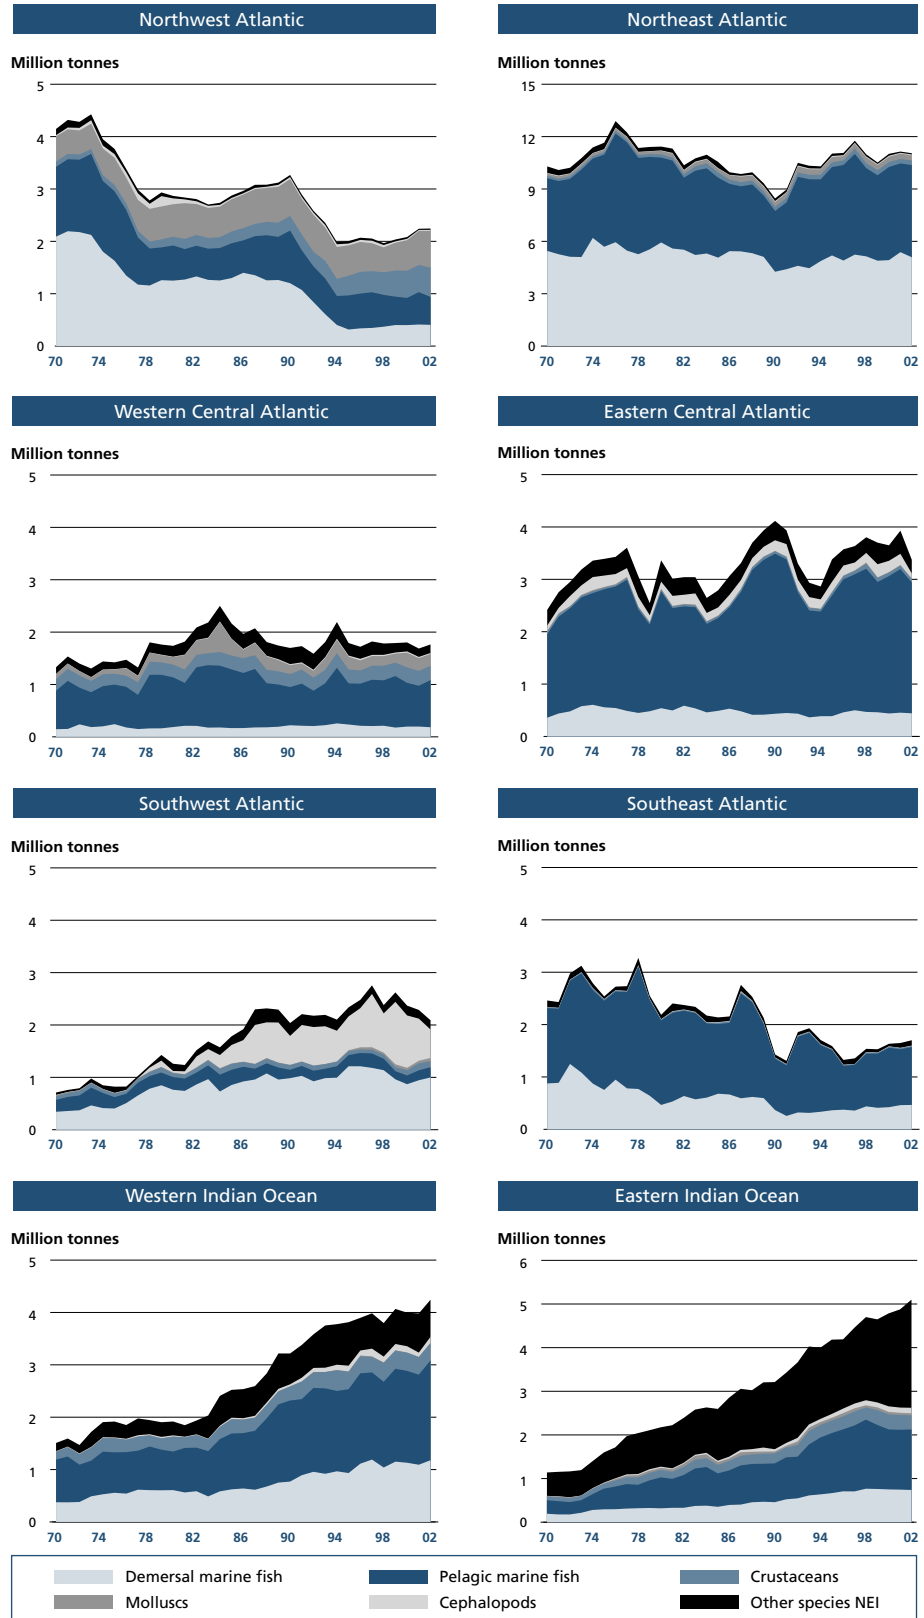 Northwest Atlantic
Northeast Atlantic
Million tonnes
Million tonnes
5
4
3
2
1
0
70 74 78 82 86 90 94 98 02
15
12
9
6
3
0
70 74 78 82 86 90 94 98 02
Western Central Atlantic
Eastern Central Atlantic
Million tonnes
Million tonnes
5
4
3
2
1
0
70 74 78 82 86 90 94 98 02
5
4
3
2
1
0
70 74 78 82 86 90 94 98 02
Southwest Atlantic
Southeast Atlantic
Million tonnes
Million tonnes
5
4
3
2
1
0
70 74 78 82 86 90 94 98 02
5
4
3
2
1
0
70 74 78 82 86 90 94 98 02
Western Indian Ocean
Eastern Indian Ocean
Million tonnes
Million tonnes
5
4
3
2
1
0
70 74 78 82 86 90 94 98 02
6
5
4
3
2
1
0
70 74 78 82 86 90 94 98 02
Demersal marine fish
Pelagic marine fish
Crustaceans
Molluscs
Cephalopods
Other species NEI